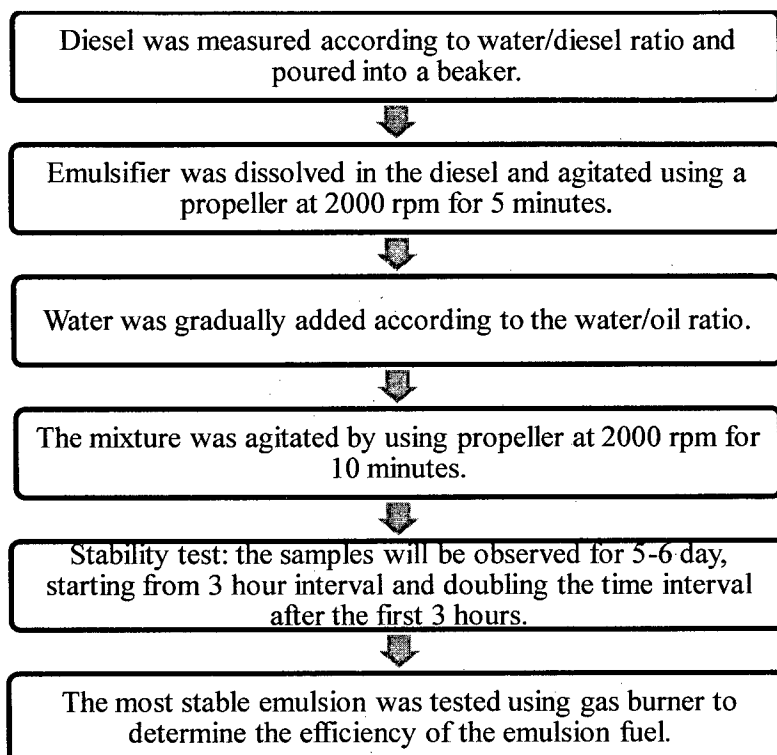 Diesel was measured according to water/diesel ratio and
poured into a beaker.
Emulsifier was dissolved in the diesel and agitated using a
propeller at 2000 rpm for 5 minutes.
Water was gradually added according to the water/oil ratio.
The mixture was agitated by using propeller at 2000 rpm for
10 minutes.
Stability test: the samples will be observed for 5-6 day,
starting from 3 hour interval and doubling the time interval
after the first 3 hours.
The most stable emulsion was tested using gas burner to
determine the efficiency of the emulsion fuel.